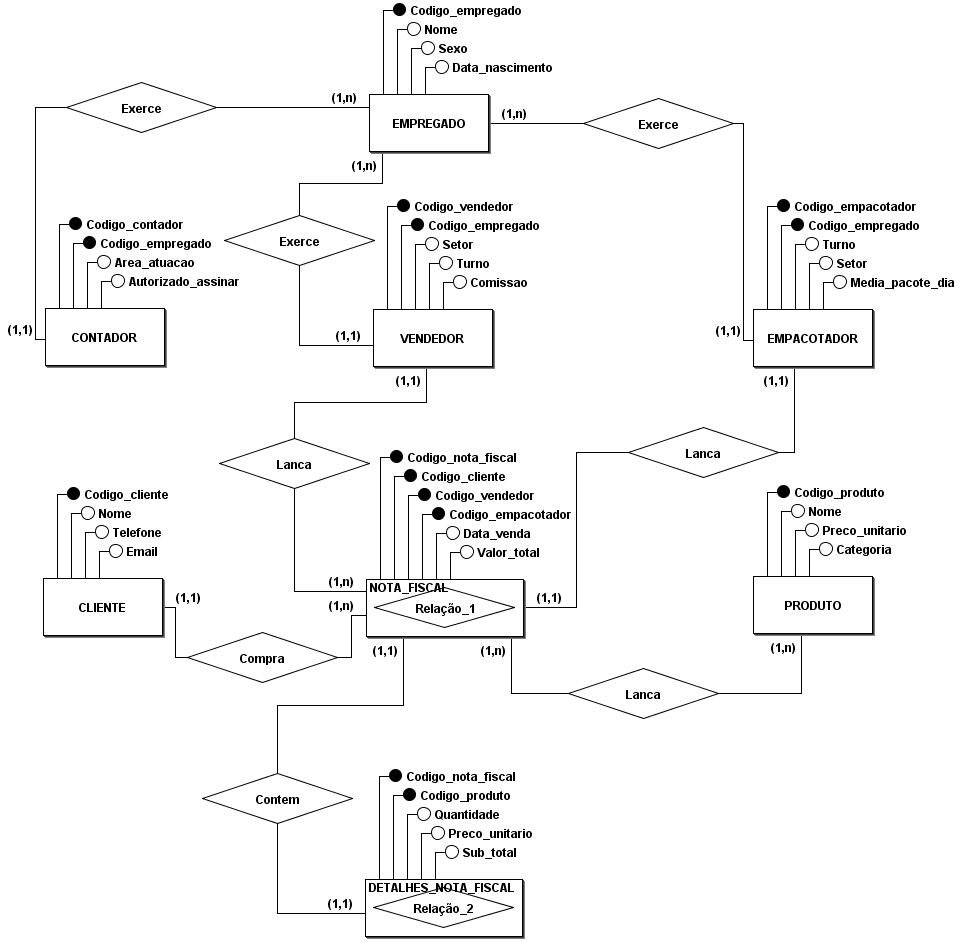 Codigo_empregado
Nome
Sexo
Data_nascimento
Exerce
(1,n)
EMPREGADO
(1,n)
Exerce
(1,n)
Codigo_contador
Codigo_empregado
Area_atuacao
Autorizado_assinar
(1,1)
CONTADOR
Exerce
Codigo_vendedor
Codigo_empregado
Setor
Turno
Comissao
(1,1)
VENDEDOR
(1,1)
Codigo_empacotador
Codigo_empregado
Turno
Setor
Media_pacote_dia
(1,1)
EMPACOTADOR
(1,1)
Lanca
Lanca
Codigo_nota_fiscal
Codigo_cliente
Codigo_vendedor
Codigo_empacotador
Data_venda
Valor_total
Codigo_cliente
Nome
Telefone
Email
Codigo_produto
Nome
Preco_unitario
Categoria
CLIENTE
(1,1)
(1,n)
(1,n)
NOTA_FISCAL
Relação_1
(1,1)
PRODUTO
Compra
(1,1)
(1,n)
(1,n)
Lanca
Contem
Codigo_nota_fiscal
Codigo_produto
Quantidade
Preco_unitario
Sub_total
(1,1)
DETALHES_NOTA_FISCAL
Relação_2